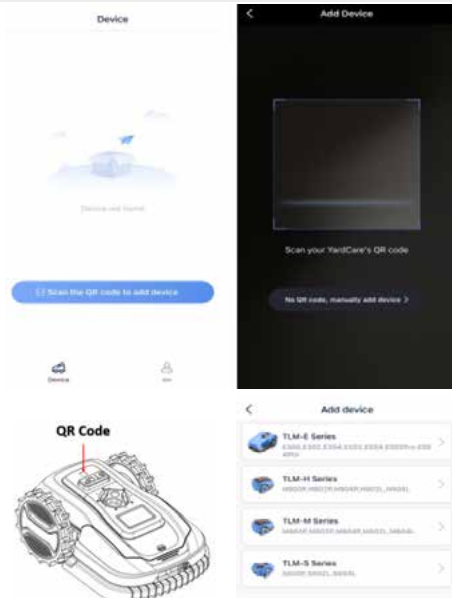 Device
Device not found
Scan the QR code to add device
Device
Add Device
Scan your YardCare's QR code
No QR code, manually add device >
QR Code
Add device
TLM-E Series
TLM-H Series
TLM-M Series
TLM-S Series